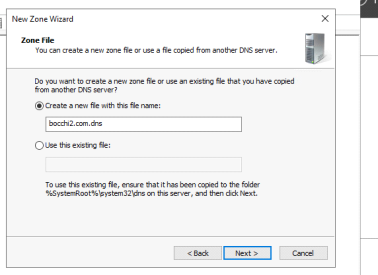 New Zone Wizard
Zone File
You can create a new zone file or use a file copied from another DNS server.
Do you want to create a new zone file or use an existing file that you have copied
from another DNS server?
Create a new file with this file name:
bocchi2.com.dns
Use this existing file:
To use this existing file, ensure that it has been copied to the folder
%SystemRoot%\system32\dns on this server, and then click Next.
< Back
Next >
Cancel